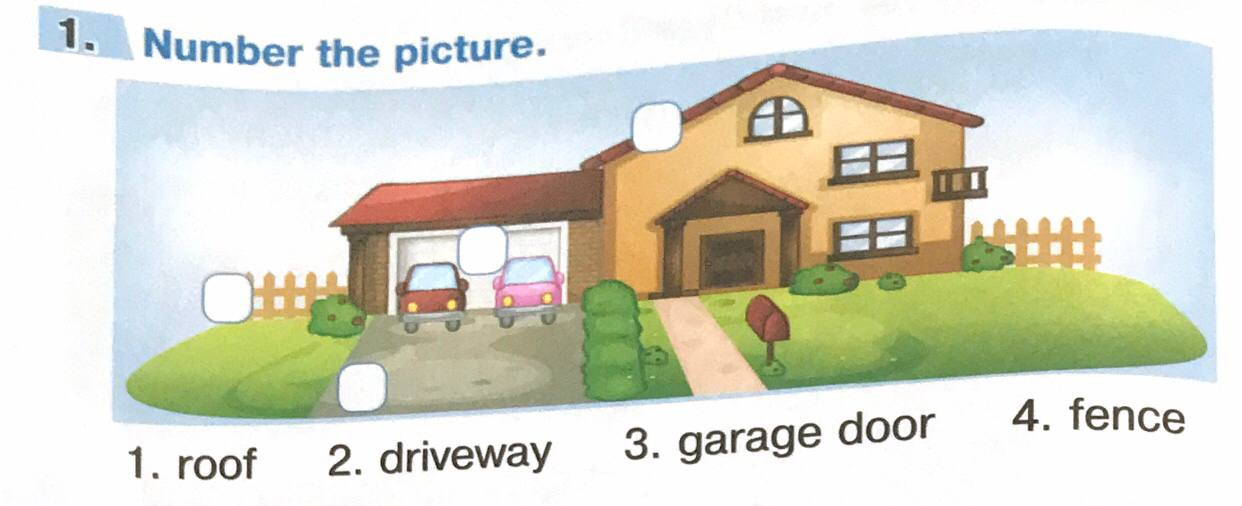 1. Number the picture.
1. roof 2. driveway 3. garage door 4. fence